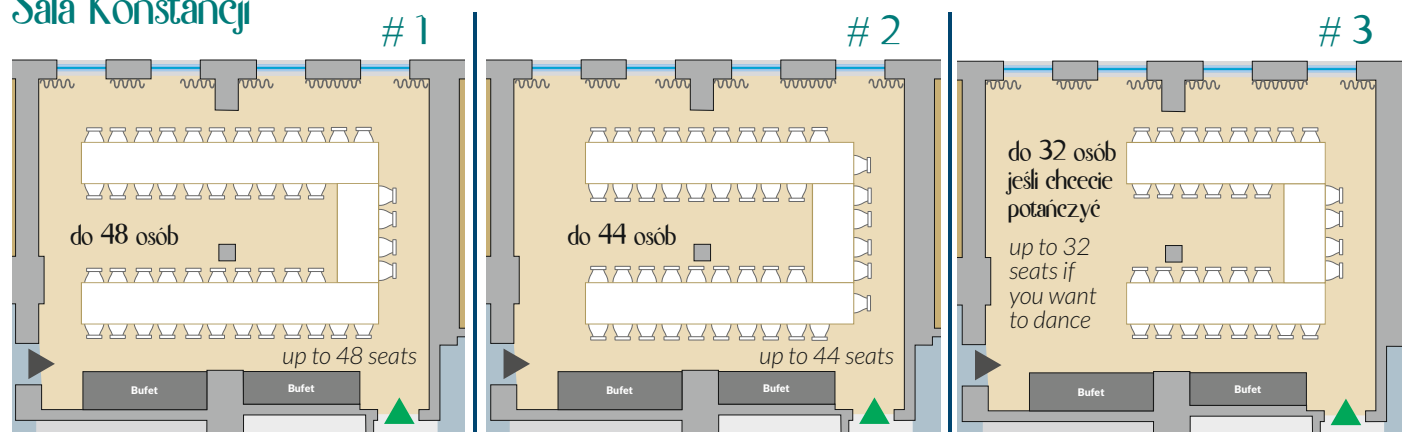 Sala Konstancji
# 1
do 48 osób
up to 48 seats
Bufet
Bufet
# 2
do 44 osób
up to 44 seats
Bufet
Bufet
# 3
do 32 osób
jeśli chcecie
potańczyć
up to 32
seats if
you want
to dance
Bufet
Bufet